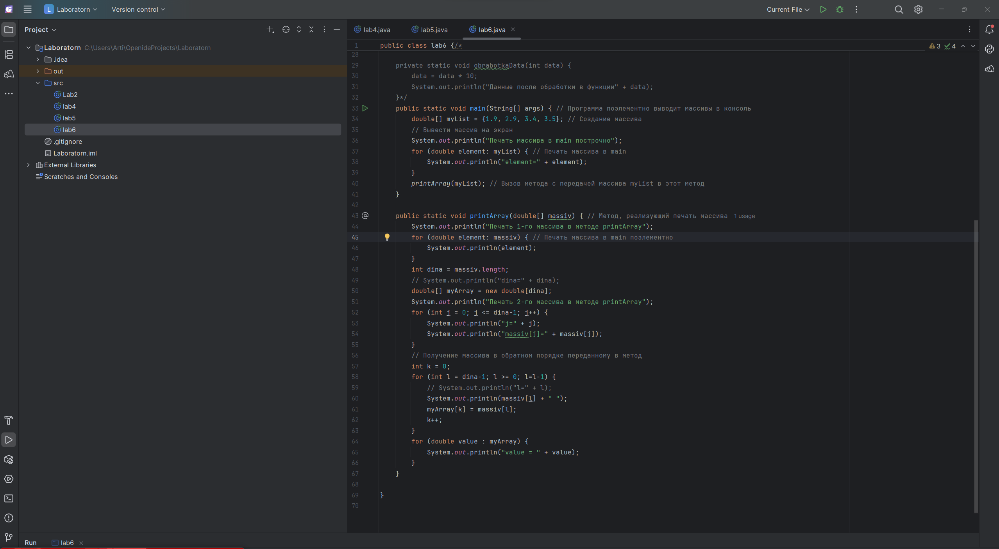 L Laboratorn Version control Current File
Project
Laboratorn C:\Users\Arti\OpenideProjects\Laboratorn
.idea
out
src
Lab2
lab4
lab5
lab6
.gitignore
Laboratorn.iml
External Libraries
Scratches and Consoles
lab4.java lab5.java lab6.java
1 public class lab6 {/* 3 4
28
29 private static void obrabotkaData(int data) {
30 data = data * 10;
31 System.out.println("Данные после обработки в функции" + data);
32 }*/
33 public static void main(String[] args) { // Программа поэлементно выводит массивы в консоль
34 double[] myList = {1.9, 2.9, 3.4, 3.5}; // Создание массива
35 // Вывести массив на экран
36 System.out.println("Печать массива в main построчно");
37 for (double element: myList) { // Печать массива в main
38 System.out.println("element=" + element);
39 }
40 printArray(myList); // Вызов метода с передачей массива myList в этот метод
41 }
42
43 @ public static void printArray(double[] massiv) { // Метод, реализующий печать массива 1 usage
44 System.out.println("Печать 1-го массива в методе printArray");
45 for (double element: massiv) { // Печать массива в main поэлементно
46 System.out.println(element);
47 }
48 int dina = massiv.length;
49 // System.out.println("dina=" + dina);
50 double[] myArray = new double[dina];
51 System.out.println("Печать 2-го массива в методе printArray");
52 for (int j = 0; j <= dina-1; j++) {
53 System.out.println("j=" + j);
54 System.out.println("massiv[j]=" + massiv[j]);
55 }
56 // Получение массива в обратном порядке переданному в метод
57 int k = 0;
58 for (int l = dina-1; l >= 0; l=l-1) {
59 // System.out.println("l=" + l);
60 System.out.println(massiv[l] + " ");
61 myArray[k] = massiv[l];
62 k++;
63 }
64 for (double value : myArray) {
65 System.out.println("value = " + value);
66 }
67 }
68
69 }
70
Run lab6